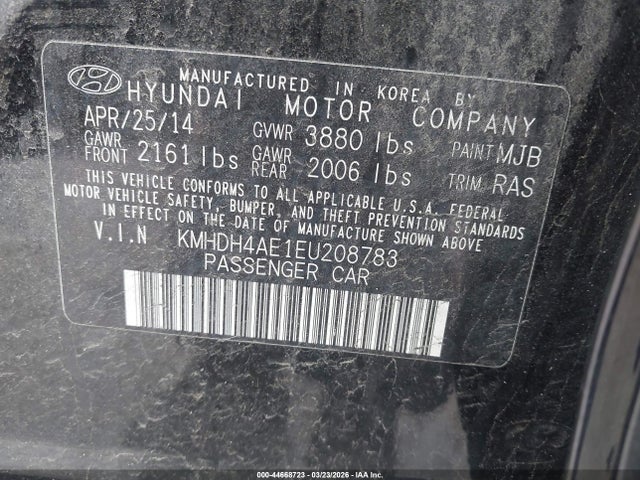 MANUFACTURED IN KOREA BY
HYUNDAI MOTOR COMPANY
APR/25/14 GVWR 3880 lbs PAINT MJB
GAWR FRONT 2161 lbs GAWR REAR 2006 lbs TRIM RAS
THIS VEHICLE CONFORMS TO ALL APPLICABLE U.S.A. FEDERAL
MOTOR VEHICLE SAFETY, BUMPER, AND THEFT PREVENTION STANDARDS
IN EFFECT ON THE DATE OF MANUFACTURE SHOWN ABOVE.
V.I.N KMHDH4AE1EU208783
PASSENGER CAR
000-44668723 - 03/23/2026 - IAA Inc.